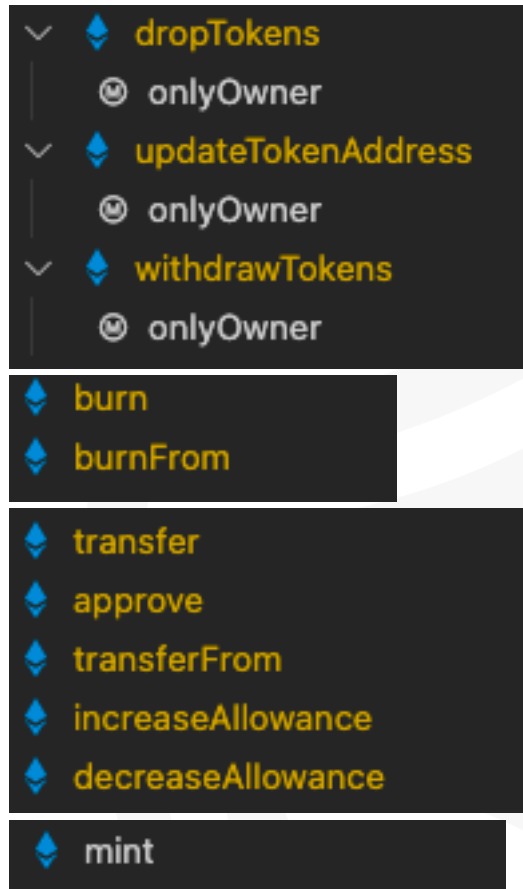 dropTokens
onlyOwner
updateTokenAddress
onlyOwner
withdrawTokens
onlyOwner
burn
burnFrom
transfer
approve
transferFrom
increaseAllowance
decreaseAllowance
mint